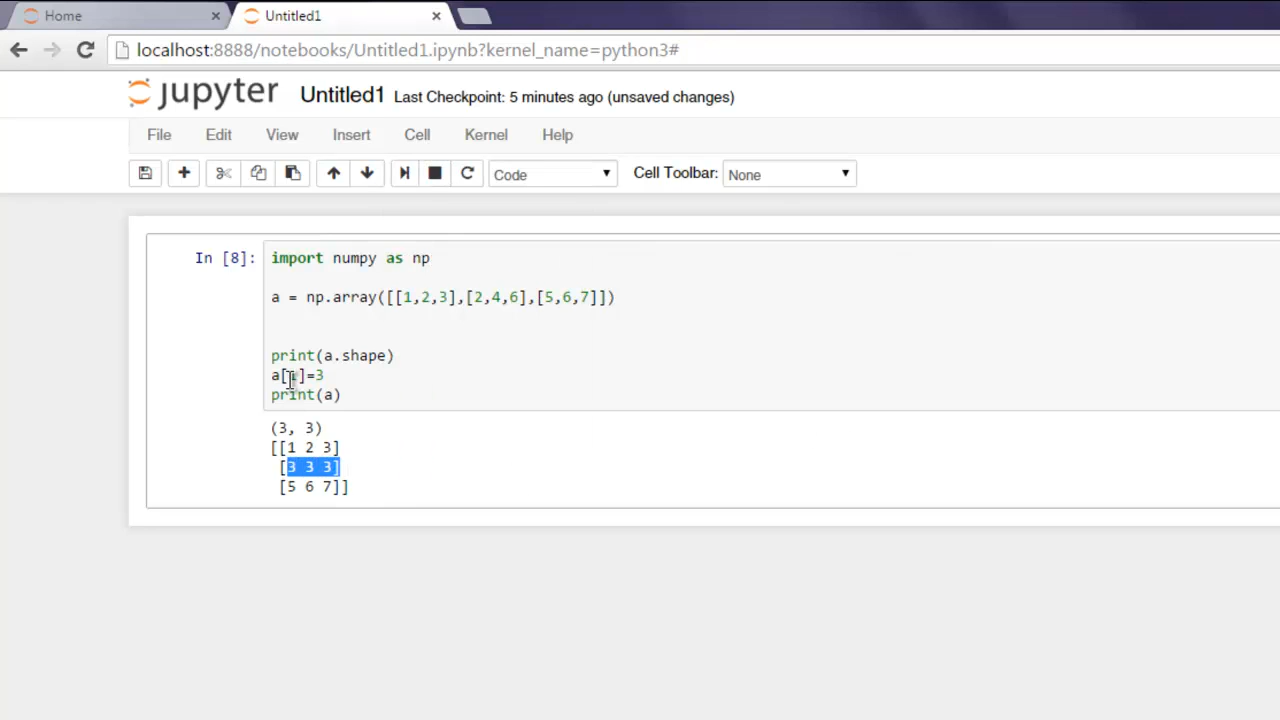 Home
Untitled1
localhost:8888/notebooks/Untitled1.ipynb?kernel_name=python3#
jupyter Untitled1 Last Checkpoint: 5 minutes ago (unsaved changes)
File Edit View Insert Cell Kernel Help
Code Cell Toolbar: None
In [8]: import numpy as np
a = np.array([[1,2,3],[2,4,6],[5,6,7]])
print(a.shape)
a[ ]=3
print(a)
(3, 3)
[[1 2 3]
[3 3 3]
[5 6 7]]